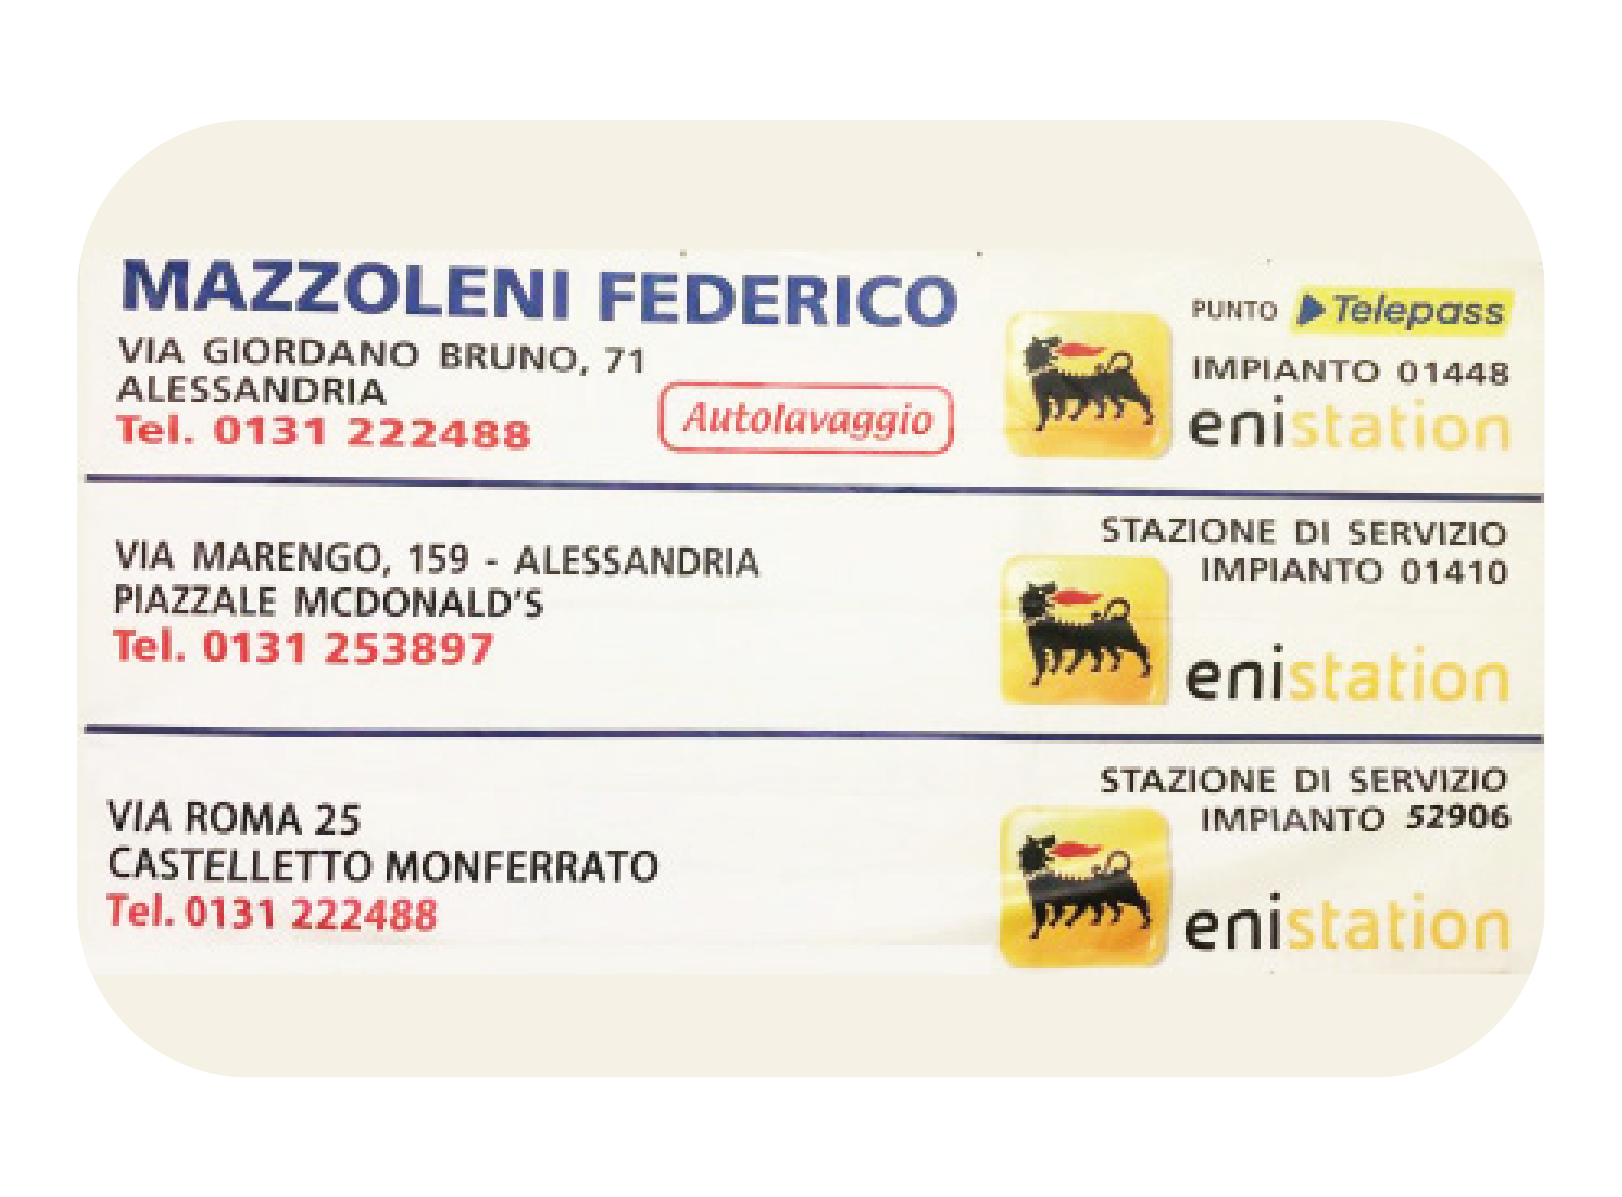 MAZZOLENI FEDERICO
VIA GIORDANO BRUNO, 71
ALESSANDRIA
Tel. 0131 222488
Autolavaggio
PUNTO Telepass
IMPIANTO 01448
enistation
VIA MARENGO, 159 - ALESSANDRIA
PIAZZALE MCDONALD'S
Tel. 0131 253897
STAZIONE DI SERVIZIO
IMPIANTO 01410
enistation
VIA ROMA 25
CASTELLETTO MONFERRATO
Tel. 0131 222488
STAZIONE DI SERVIZIO
IMPIANTO 52906
enistation